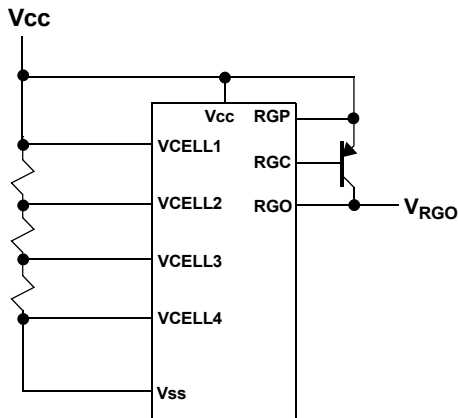 Vcc
Vcc RGP
VCELL1
RGC
VCELL2
RGO
VRGO
VCELL3
VCELL4
Vss